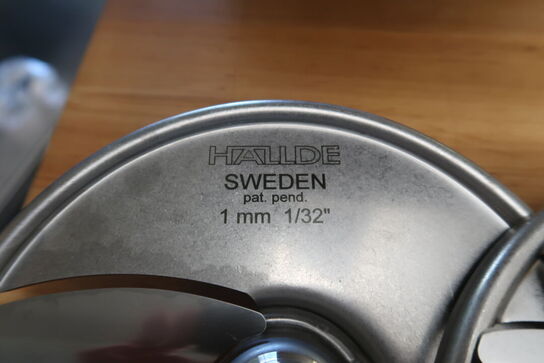 HALLDE
SWEDEN
pat. pend.
1 mm 1/32"